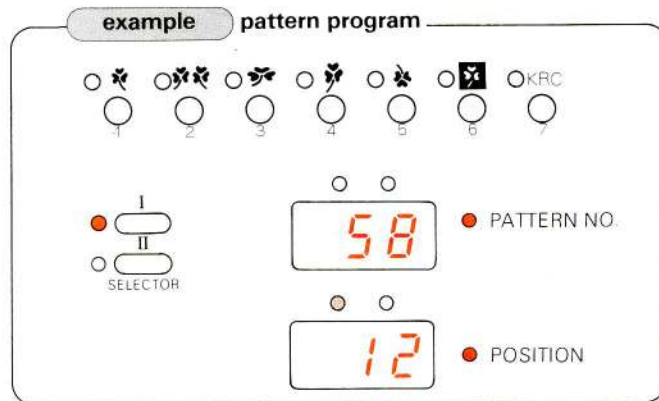 example pattern program
KRC
1 2 3 4 5 6 7
I
58 PATTERN NO.
II
SELECTOR
12 POSITION